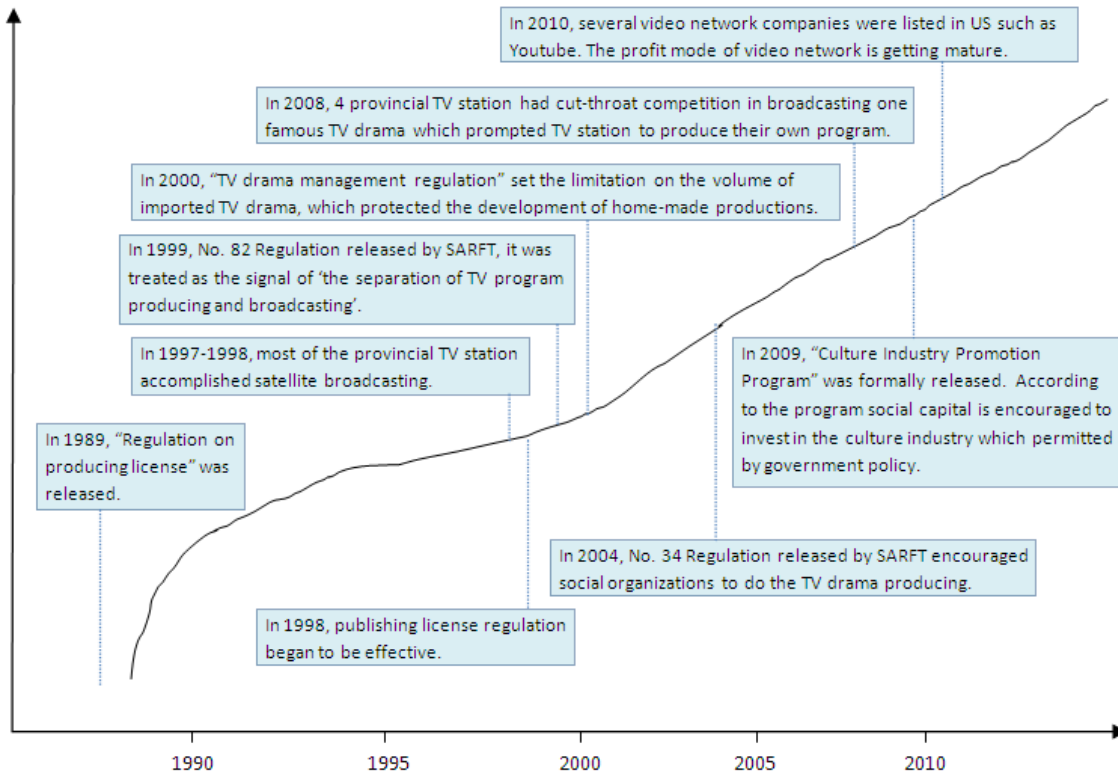 In 2010, several video network companies were listed in US such as
Youtube. The profit mode of video network is getting mature.
In 2008, 4 provincial TV station had cut-throat competition in broadcasting one
famous TV drama which prompted TV station to produce their own program.
In 2000, “TV drama management regulation” set the limitation on the volume of
imported TV drama, which protected the development of home-made productions.
In 1999, No. 82 Regulation released by SARFT, it was
treated as the signal of ‘the separation of TV program
producing and broadcasting’.
In 1997-1998, most of the provincial TV station
accomplished satellite broadcasting.
In 2009, “Culture Industry Promotion
Program” was formally released.  According
to the program social capital is encouraged to
invest in the culture industry which permitted
by government policy.
In 1989, “Regulation on
producing license” was
released.
In 2004, No. 34 Regulation released by SARFT encouraged
social organizations to do the TV drama producing.
In 1998, publishing license regulation
began to be effective.
1990 1995 2000 2005 2010